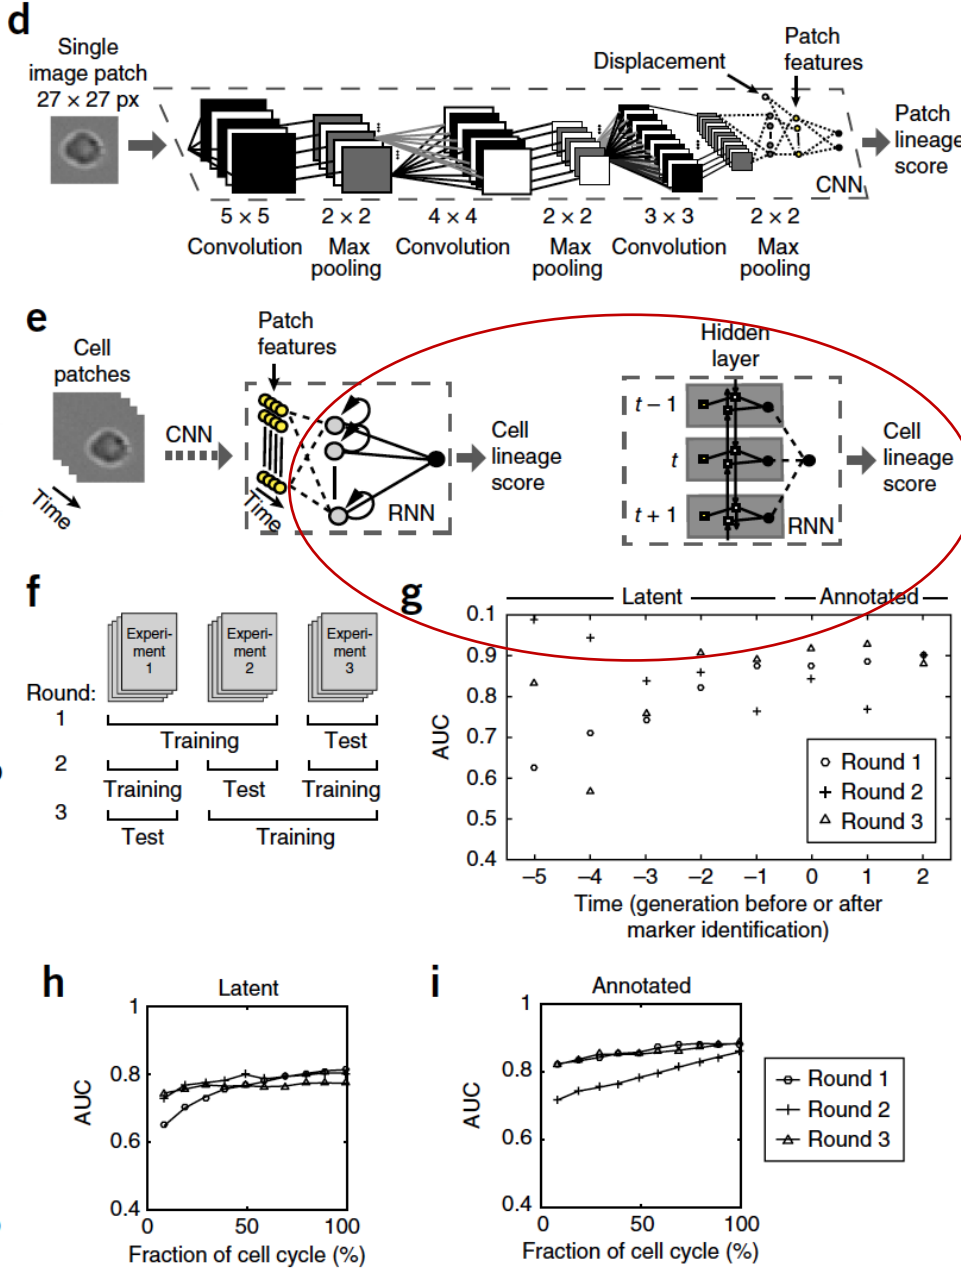 d
Single
image patch
27 × 27 px
Displacement
Patch
features
Patch
lineage
score
CNN
5 × 5
Convolution
2 × 2
Max
pooling
4 × 4
Convolution
2 × 2
Max
pooling
3 × 3
Convolution
2 × 2
Max
pooling
e
Cell
patches
Time
CNN
Patch
features
Time
RNN
Cell
lineage
score
Hidden
layer
t − 1
t
t + 1
RNN
Cell
lineage
score
f
Experi-
ment
1
Experi-
ment
2
Experi-
ment
3
Round:
1
Training
Test
2
Training
Test
Training
3
Test
Training
g
Latent
Annotated
0.1
0.9
0.8
0.7
0.6
0.5
0.4
AUC
Round 1
Round 2
Round 3
−5 −4 −3 −2 −1 0 1 2
Time (generation before or after
marker identification)
h
Latent
1
0.8
0.6
0.4
AUC
0 50 100
Fraction of cell cycle (%)
i
Annotated
1
0.8
0.6
0.4
AUC
0 50 100
Fraction of cell cycle (%)
Round 1
Round 2
Round 3